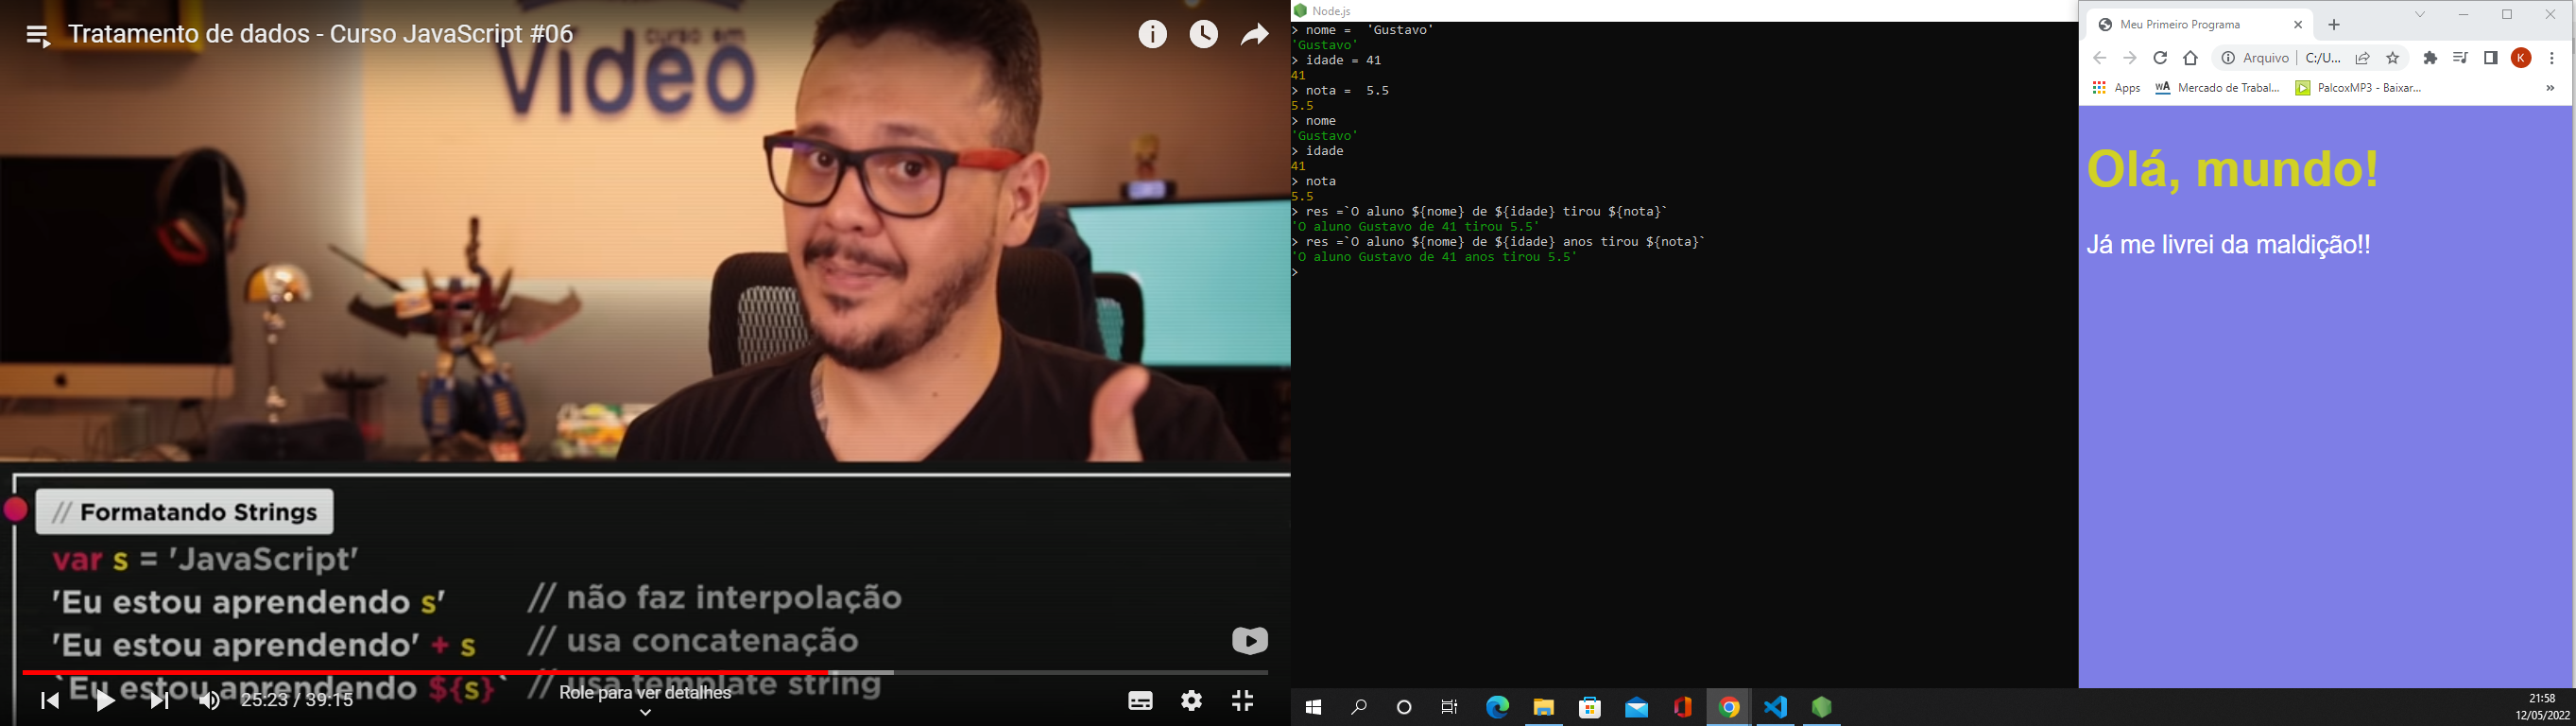 Tratamento de dados - Curso JavaScript #06
curso em
Vídeo
// Formatando Strings
var s = 'JavaScript'
'Eu estou aprendendo s' // não faz interpolação
'Eu estou aprendendo' + s // usa concatenação
`Eu estou aprendendo ${s}` // usa template string
25:23 / 39:15
Role para ver detalhes
Node.js
> nome =  'Gustavo'
'Gustavo'
> idade = 41
41
> nota =  5.5
5.5
> nome
'Gustavo'
> idade
41
> nota
5.5
> res =`O aluno ${nome} de ${idade} tirou ${nota}`
'O aluno Gustavo de 41 tirou 5.5'
> res =`O aluno ${nome} de ${idade} anos tirou ${nota}`
'O aluno Gustavo de 41 anos tirou 5.5'
>
Meu Primeiro Programa
Arquivo | C:/U...
K
Apps
wA Mercado de Trabal...
PalcoxMP3 - Baixar...
»
Olá, mundo!
Já me livrei da maldição!!
21:58
12/05/2022